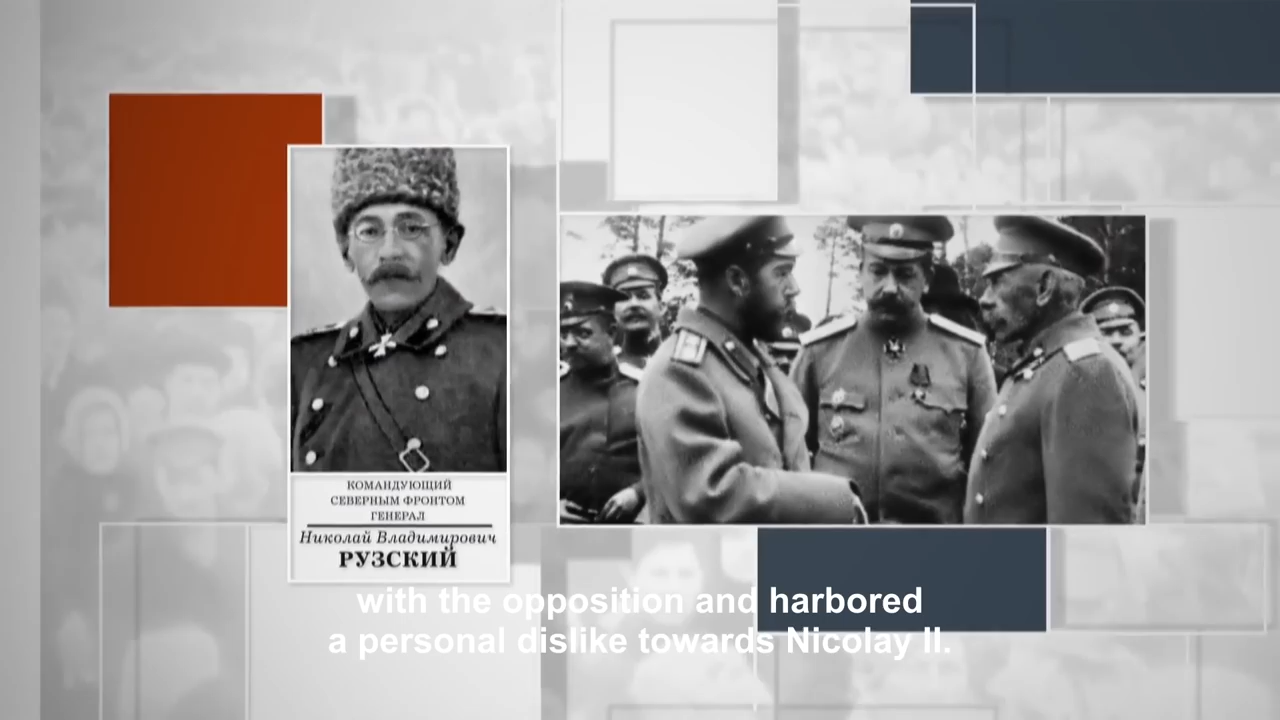 КОМАНДУЮЩИЙ
СЕВЕРНЫМ ФРОНТОМ
ГЕНЕРАЛ
Николай Владимирович
РУЗСКИЙ
with the opposition and harbored
a personal dislike towards Nicolay II.